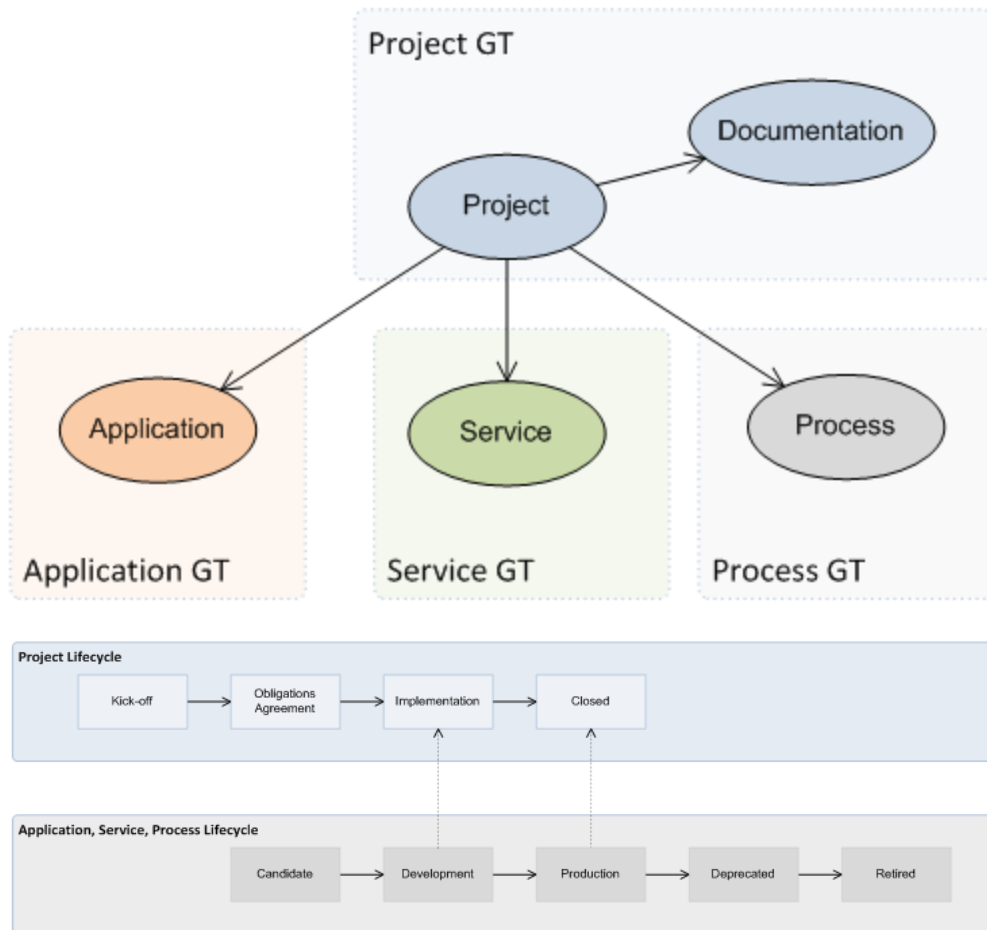 Project GT
Documentation
Project
Application
Service
Process
Application GT
Service GT
Process GT
Project Lifecycle
Kick-off
Obligations
Agreement
Implementation
Closed
Application, Service, Process Lifecycle
Candidate
Development
Production
Deprecated
Retired